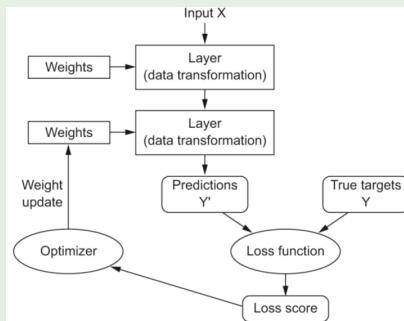 Input X
Layer
(data transformation)
Weights
Layer
(data transformation)
Weights
Weight
update
Predictions
Y'
True targets
Y
Optimizer
Loss function
Loss score